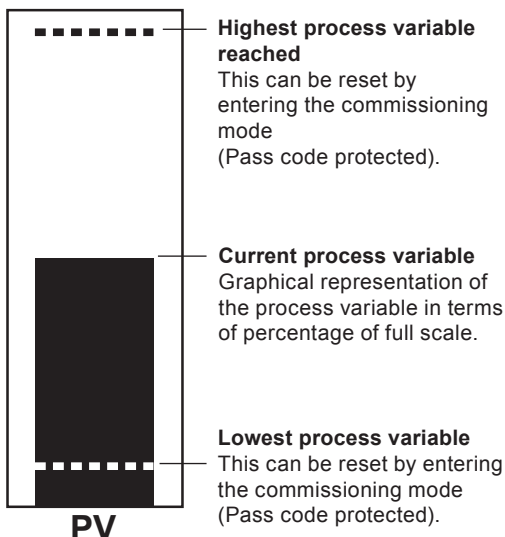 Highest process variable
reached
This can be reset by
entering the commissioning
mode
(Pass code protected).
Current process variable
Graphical representation of
the process variable in terms
of percentage of full scale.
Lowest process variable
This can be reset by entering
the commissioning mode
(Pass code protected).
PV